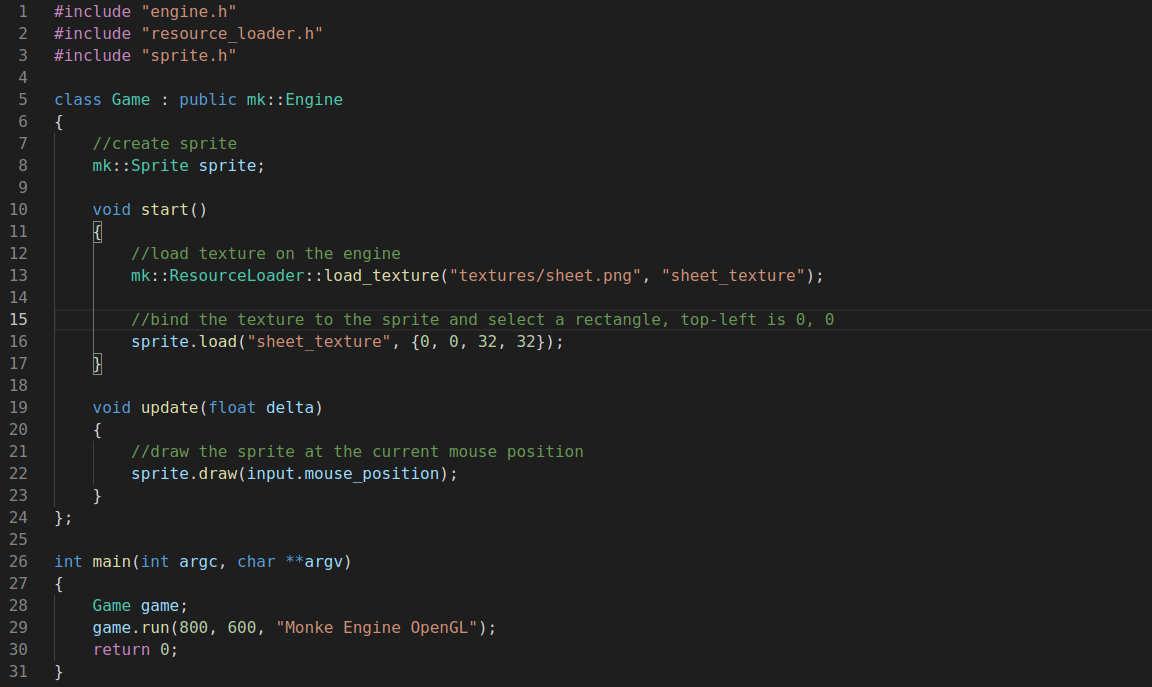 1 #include "engine.h"
2 #include "resource_loader.h"
3 #include "sprite.h"
4
5 class Game : public mk::Engine
6 {
7     //create sprite
8     mk::Sprite sprite;
9
10     void start()
11     {
12         //load texture on the engine
13         mk::ResourceLoader::load_texture("textures/sheet.png", "sheet_texture");
14
15         //bind the texture to the sprite and select a rectangle, top-left is 0, 0
16         sprite.load("sheet_texture", {0, 0, 32, 32});
17     }
18
19     void update(float delta)
20     {
21         //draw the sprite at the current mouse position
22         sprite.draw(input.mouse_position);
23     }
24 };
25
26 int main(int argc, char **argv)
27 {
28     Game game;
29     game.run(800, 600, "Monke Engine OpenGL");
30     return 0;
31 }